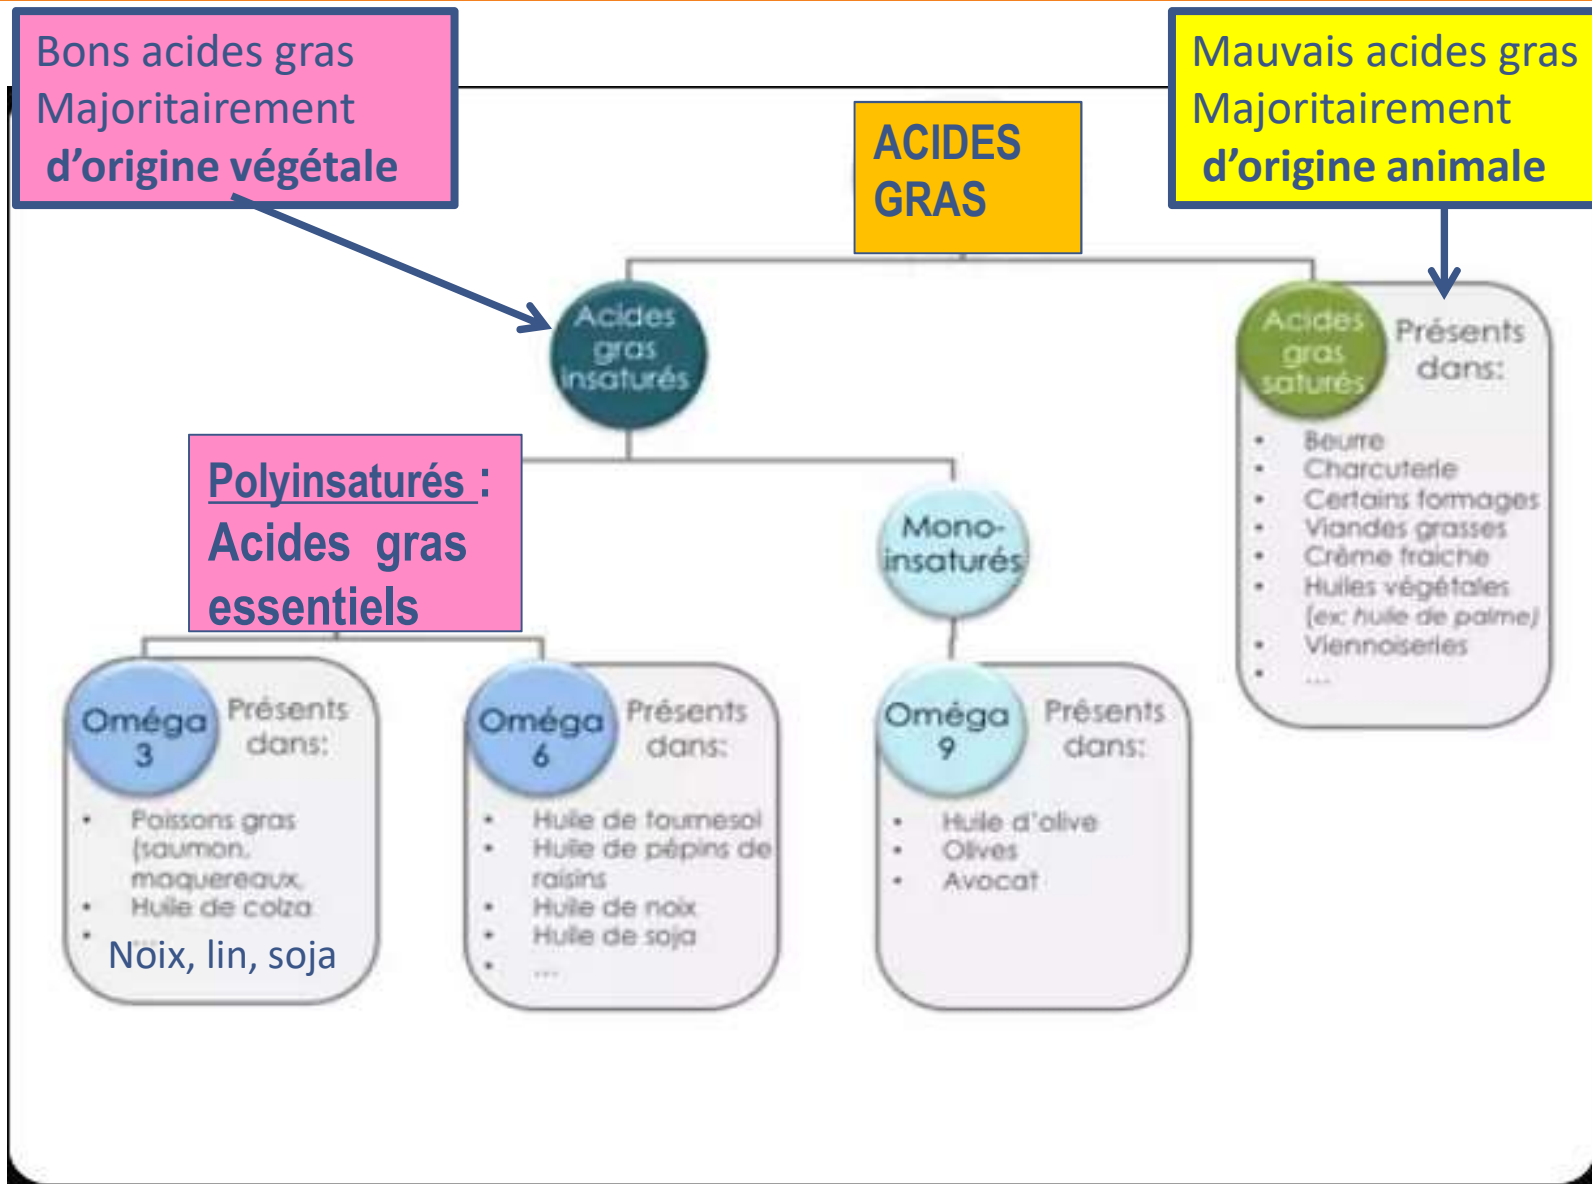 Bons acides gras
Majoritairement
d'origine végétale
Mauvais acides gras
Majoritairement
d'origine animale
ACIDES
GRAS
Acides
gras
insaturés
Acides
gras
saturés
Présents
dans:
• Beurre
• Charcuterie
• Certains formages
• Viandes grasses
• Crème fraiche
• Huiles végétales
(ex: huile de palme)
• Viennoiseries
• ...
Polyinsaturés :
Acides gras
essentiels
Mono-
insaturés
Oméga
3
Présents
dans:
• Poissons gras
(saumon,
maquereaux,
• Huile de colza
• ...
Noix, lin, soja
Oméga
6
Présents
dans:
• Huile de tournesol
• Huile de pépins de
raisins
• Huile de noix
• Huile de soja
• ...
Oméga
9
Présents
dans:
• Huile d'olive
• Olives
• Avocat